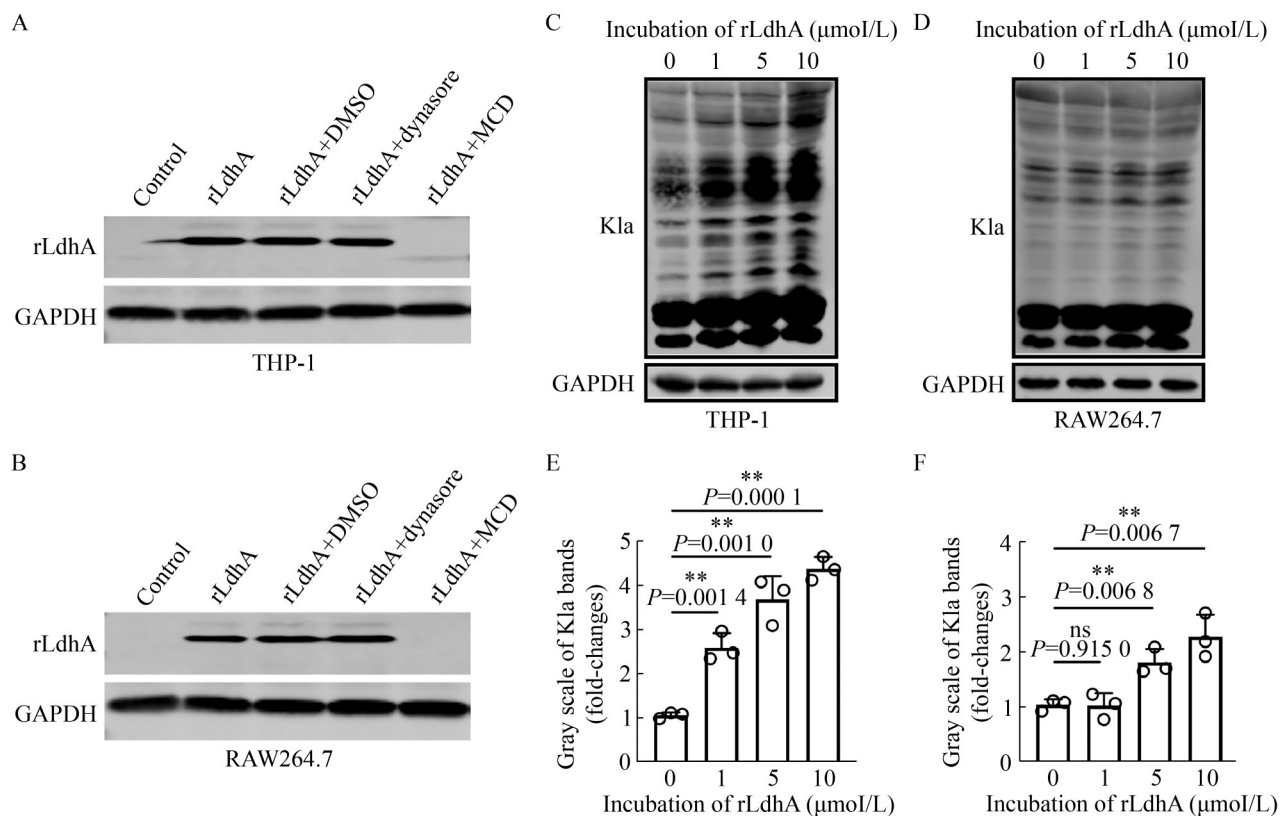 A
Control
rLdhA
rLdhA+DMSO
rLdhA+dynasore
rLdhA+MCD
rLdhA
GAPDH
THP-1
B
Control
rLdhA
rLdhA+DMSO
rLdhA+dynasore
rLdhA+MCD
rLdhA
GAPDH
RAW264.7
C
Incubation of rLdhA (μmol/L)
0 1 5 10
Kla
GAPDH
THP-1
D
Incubation of rLdhA (μmol/L)
0 1 5 10
Kla
GAPDH
RAW264.7
E
**
P=0.000 1
**
P=0.001 0
**
P=0.001 4
Gray scale of Kla bands
(fold-changes)
5
4
3
2
1
0
0 1 5 10
Incubation of rLdhA (μmol/L)
F
**
P=0.006 7
**
P=0.006 8
ns
P=0.915 0
Gray scale of Kla bands
(fold-changes)
4
3
2
1
0
0 1 5 10
Incubation of rLdhA (μmol/L)